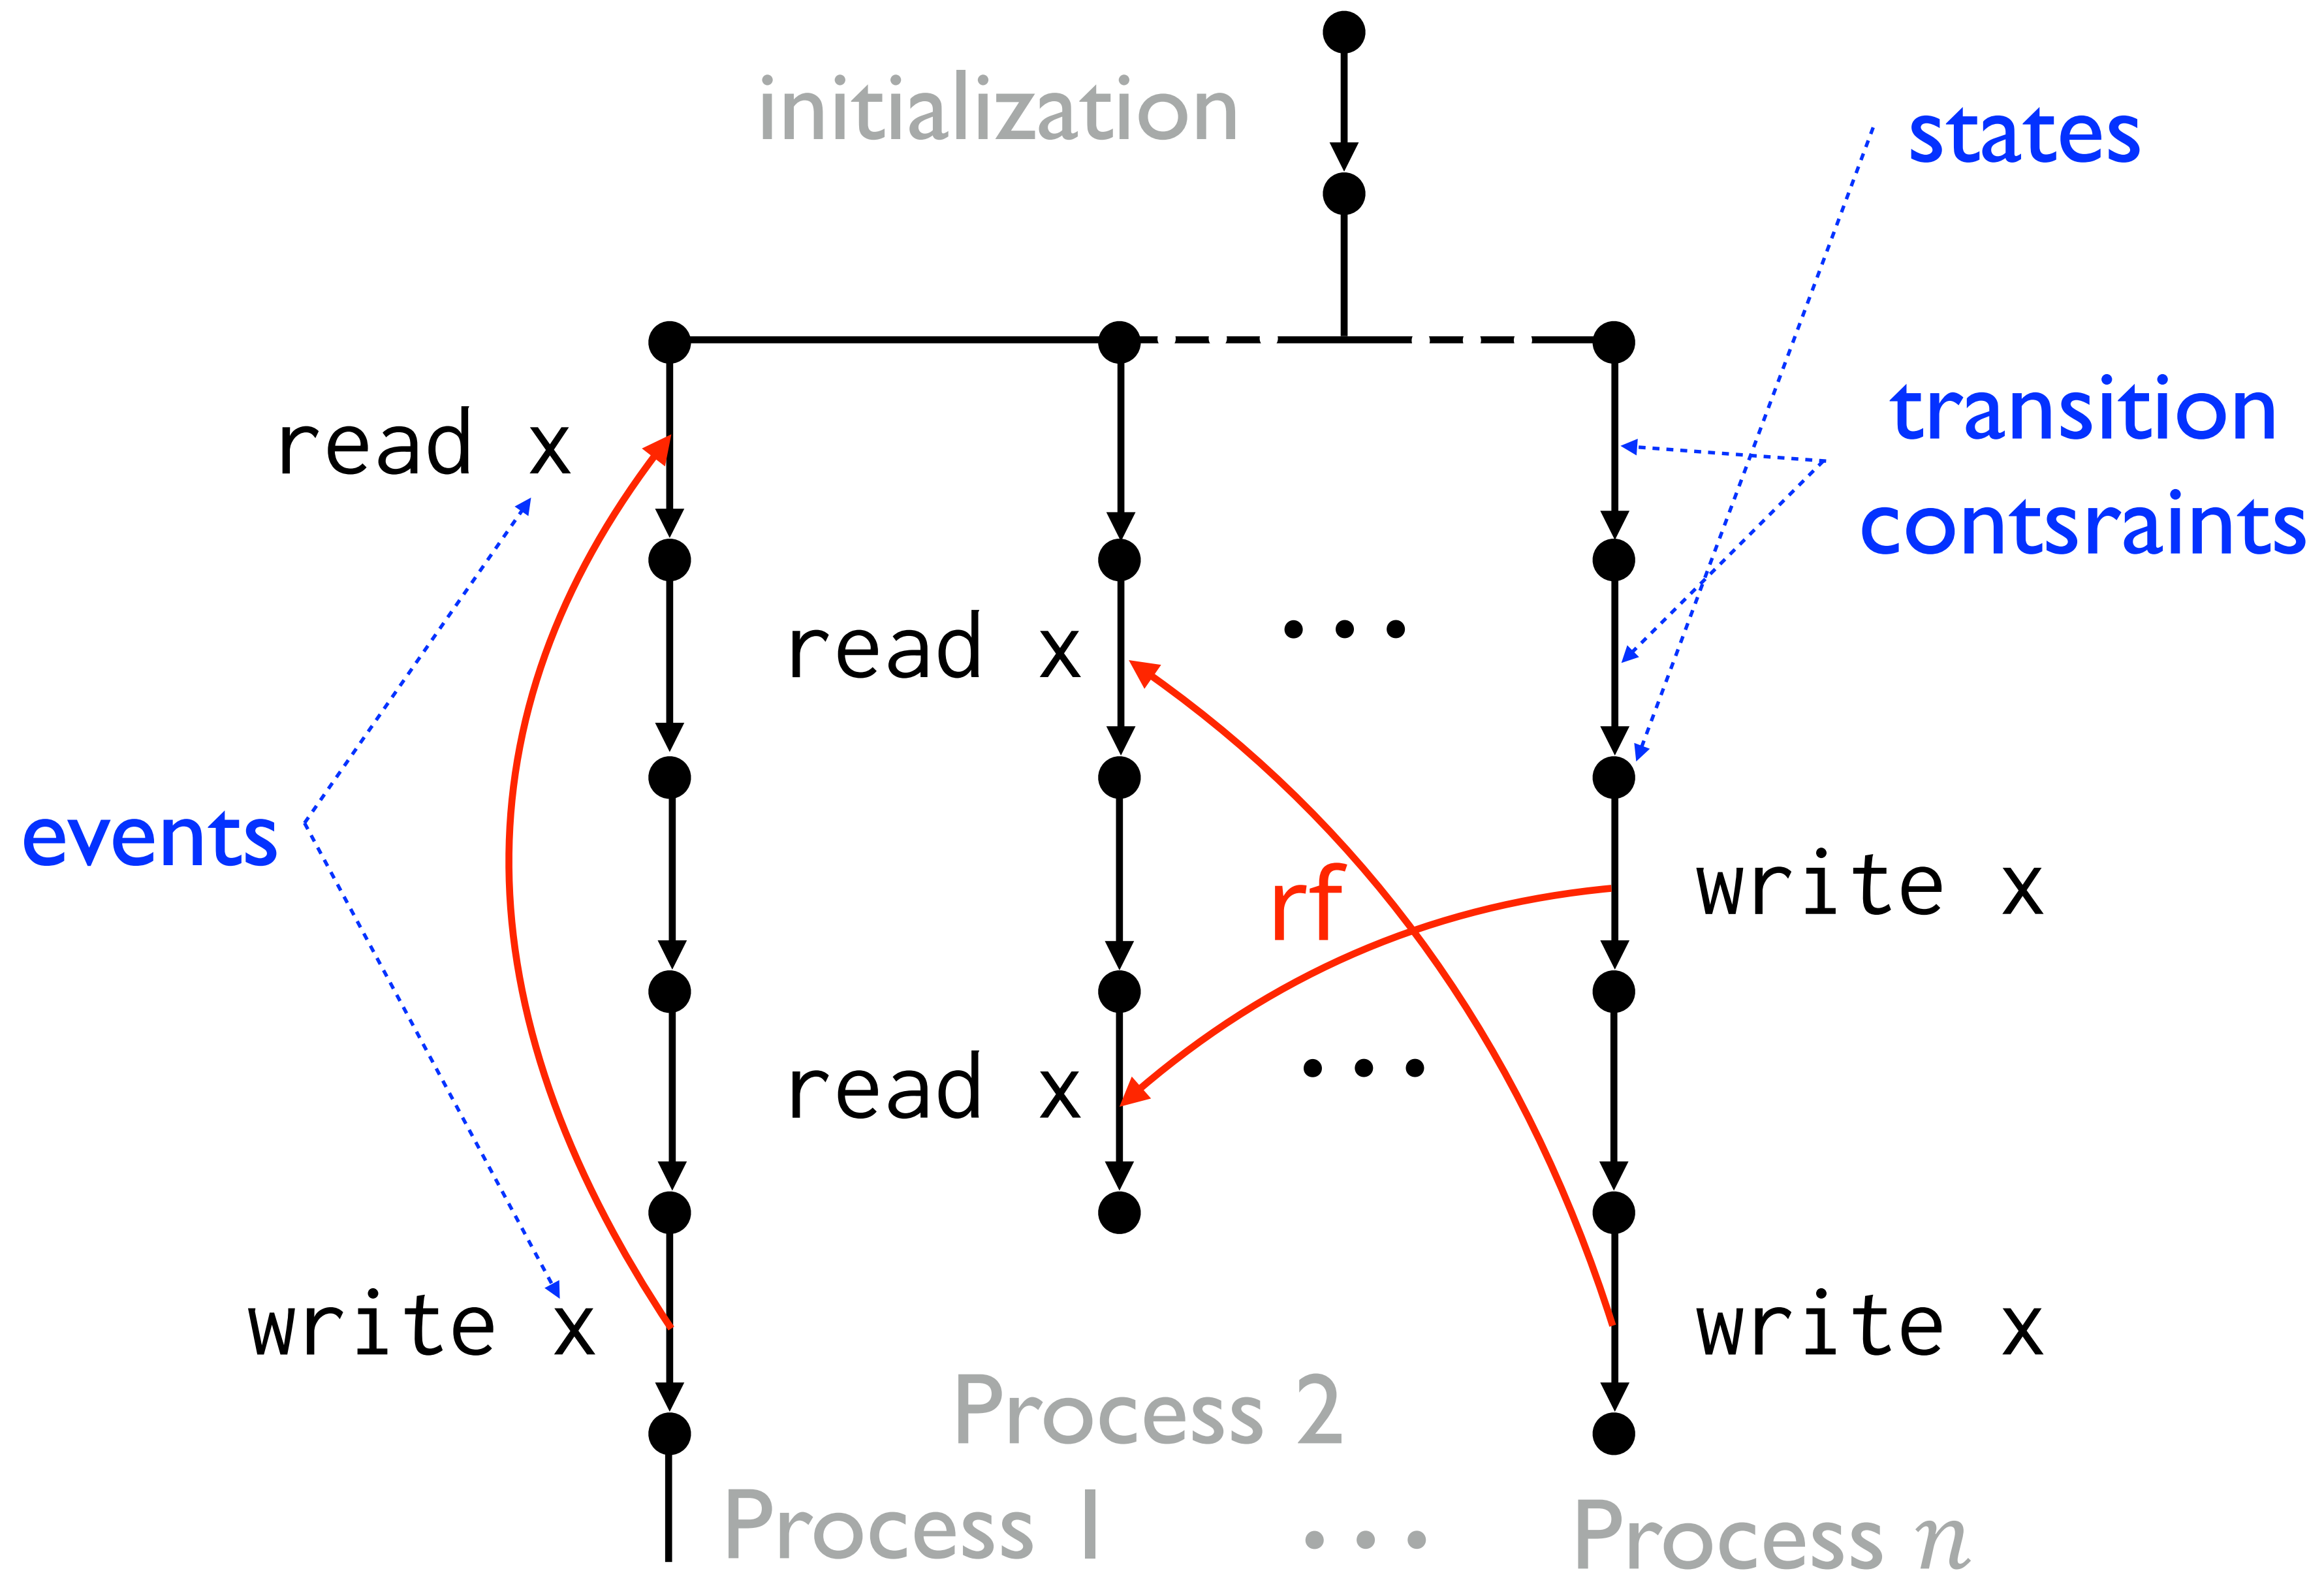 initialization
states
transition
contsraints
read x
read x
events
rf
write x
read x
write x
write x
Process 2
Process 1
Process n